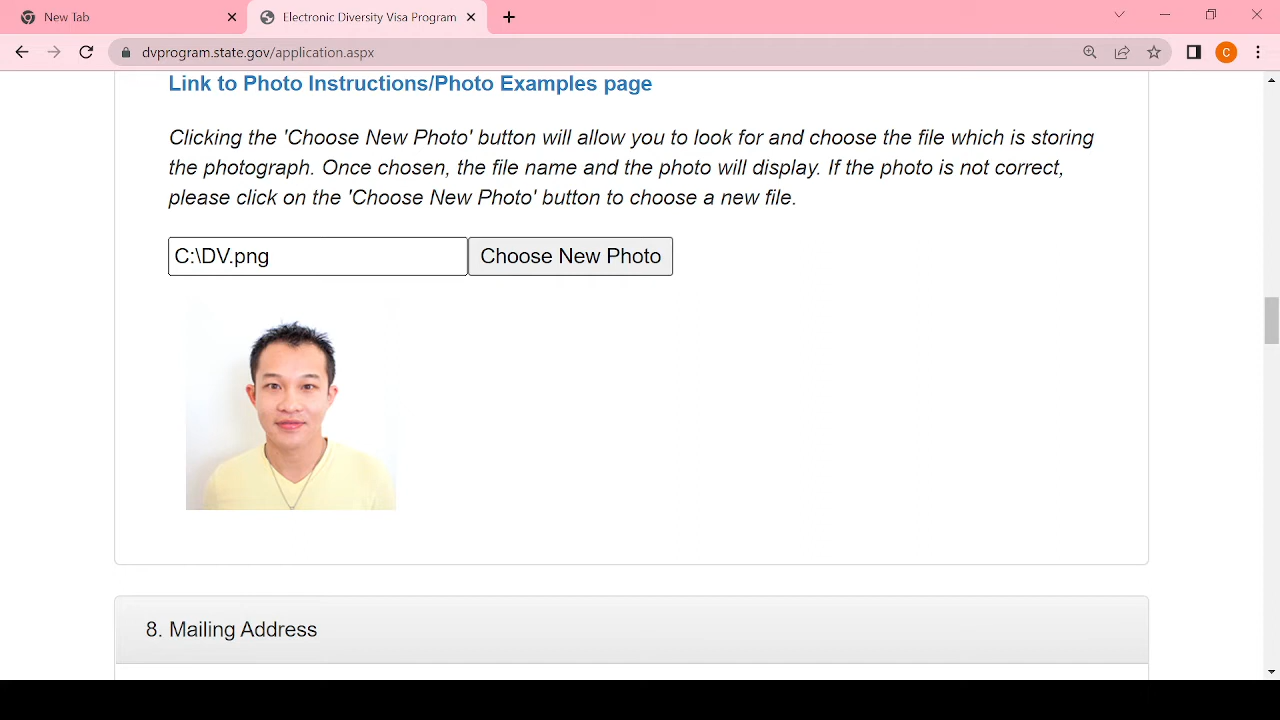 New Tab
Electronic Diversity Visa Program
dvprogram.state.gov/application.aspx
C
Link to Photo Instructions/Photo Examples page
Clicking the 'Choose New Photo' button will allow you to look for and choose the file which is storing
the photograph. Once chosen, the file name and the photo will display. If the photo is not correct,
please click on the 'Choose New Photo' button to choose a new file.
C:\DV.png
Choose New Photo
8. Mailing Address